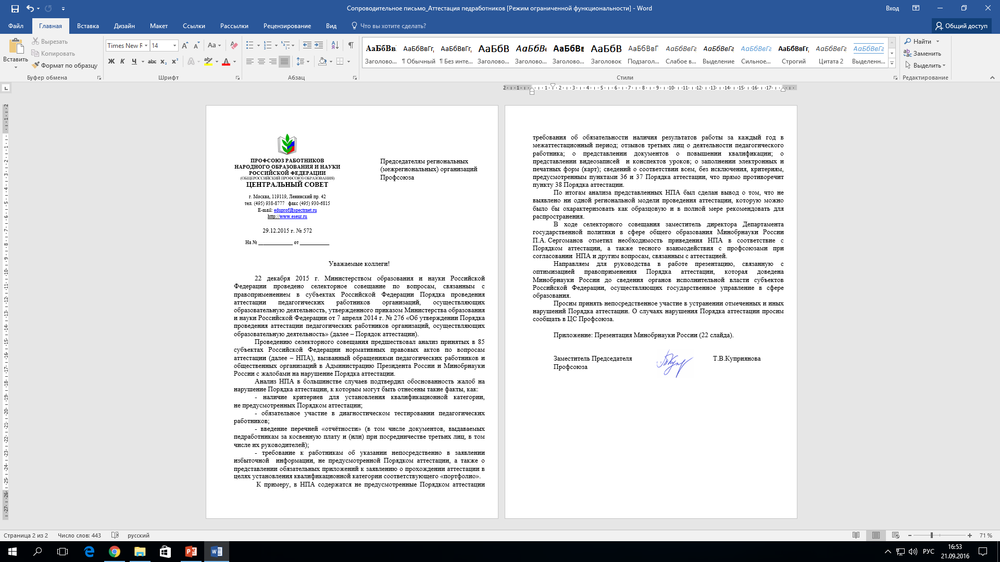 Сопроводительное письмо_Аттестация педработников [Режим ограниченной функциональности] - Word
Вход
Файл
Главная
Вставка
Дизайн
Макет
Ссылки
Рассылки
Рецензирование
Вид
Что вы хотите сделать?
Общий доступ
Вставить
Вырезать
Копировать
Формат по образцу
Буфер обмена
Times New R
14
Шрифт
Абзац
АаБбВв АаБбВвГг, АаБбВвГг, АаБбВ АаБбВв АаБбВв АаБбВ АаБбВвГ АаБбВвГг АаБбВвГг АаБбВвГг АаБбВвГг, АаБбВвГг АаБбВвГг
Заголово... ¶ Обычный ¶ Без инте... Заголово... Заголово... Заголово... Заголовок Подзагол... Слабое в... Выделение Сильное... Строгий Цитата 2 Выделенн...
Стили
Найти
Заменить
Выделить
Редактирование
ПРОФСОЮЗ РАБОТНИКОВ
НАРОДНОГО ОБРАЗОВАНИЯ И НАУКИ
РОССИЙСКОЙ ФЕДЕРАЦИИ
(ОБЩЕРОССИЙСКИЙ ПРОФСОЮЗ ОБРАЗОВАНИЯ)
ЦЕНТРАЛЬНЫЙ СОВЕТ
г. Москва, 119119, Ленинский пр. 42
тел. (495) 938-8777 факс (495) 930-6815
E-mail: eduprof@spectrnet.ru
http://www.eseur.ru
29.12.2015 г. № 572
На № ____________ от ____________
Председателям региональных
(межрегиональных) организаций
Профсоюза
Уважаемые коллеги!
22 декабря 2015 г. Министерством образования и науки Российской
Федерации проведено селекторное совещание по вопросам, связанным с
правоприменением в субъектах Российской Федерации Порядка проведения
аттестации педагогических работников организаций, осуществляющих
образовательную деятельность, утвержденного приказом Министерства образования
и науки Российской Федерации от 7 апреля 2014 г. № 276 «Об утверждении Порядка
проведения аттестации педагогических работников организаций, осуществляющих
образовательную деятельность» (далее – Порядок аттестации).
Проведению селекторного совещания предшествовал анализ принятых в 85
субъектах Российской Федерации нормативных правовых актов по вопросам
аттестации (далее – НПА), вызванный обращениями педагогических работников и
общественных организаций в Администрацию Президента России и Минобрнауки
России с жалобами на нарушение Порядка аттестации.
Анализ НПА в большинстве случаев подтвердил обоснованность жалоб на
нарушение Порядка аттестации, к которым могут быть отнесены такие факты, как:
- наличие критериев для установления квалификационной категории,
не предусмотренных Порядком аттестации;
- обязательное участие в диагностическом тестировании педагогических
работников;
- введение перечней «отчётности» (в том числе документов, выдаваемых
педработникам за косвенную плату и (или) при посредничестве третьих лиц, в том
числе их руководителей);
- требование к работникам об указании непосредственно в заявлении
избыточной информации, не предусмотренной Порядком аттестации, а также о
представлении обязательных приложений к заявлению о прохождении аттестации в
целях установления квалификационной категории соответствующего «портфолио».
К примеру, в НПА содержатся не предусмотренные Порядком аттестации
требования об обязательности наличия результатов работы за каждый год в
межаттестационный период; отзывов третьих лиц о деятельности педагогического
работника; о представлении документов о повышении квалификации; о
представлении видеозаписей и конспектов уроков; о заполнении электронных и
печатных форм (карт); сведений о соответствии всем, без исключения, критериям,
предусмотренным пунктами 36 и 37 Порядка аттестации, что прямо противоречит
пункту 38 Порядка аттестации.
По итогам анализа представленных НПА был сделан вывод о том, что не
выявлено ни одной региональной модели проведения аттестации, которую можно
было бы охарактеризовать как образцовую и в полной мере рекомендовать для
распространения.
В ходе селекторного совещания заместитель директора Департамента
государственной политики в сфере общего образования Минобрнауки России
П.А. Сергоманов отметил необходимость приведения НПА в соответствие с
Порядком аттестации, а также тесного взаимодействия с профсоюзами при
согласовании НПА и другим вопросам, связанным с аттестацией.
Направляем для руководства в работе презентацию, связанную с
оптимизацией правоприменения Порядка аттестации, которая доведена
Минобрнауки России до сведения органов исполнительной власти субъектов
Российской Федерации, осуществляющих государственное управление в сфере
образования.
Просим принять непосредственное участие в устранении отмеченных и иных
нарушений Порядка аттестации. О случаях нарушения Порядка аттестации просим
сообщать в ЦС Профсоюза.
Приложение: Презентация Минобрнауки России (22 слайда).
Заместитель Председателя
Профсоюза
Т.В.Куприянова
Страница 2 из 2
Число слов: 443
русский
71 %
РУС
16:53
21.09.2016